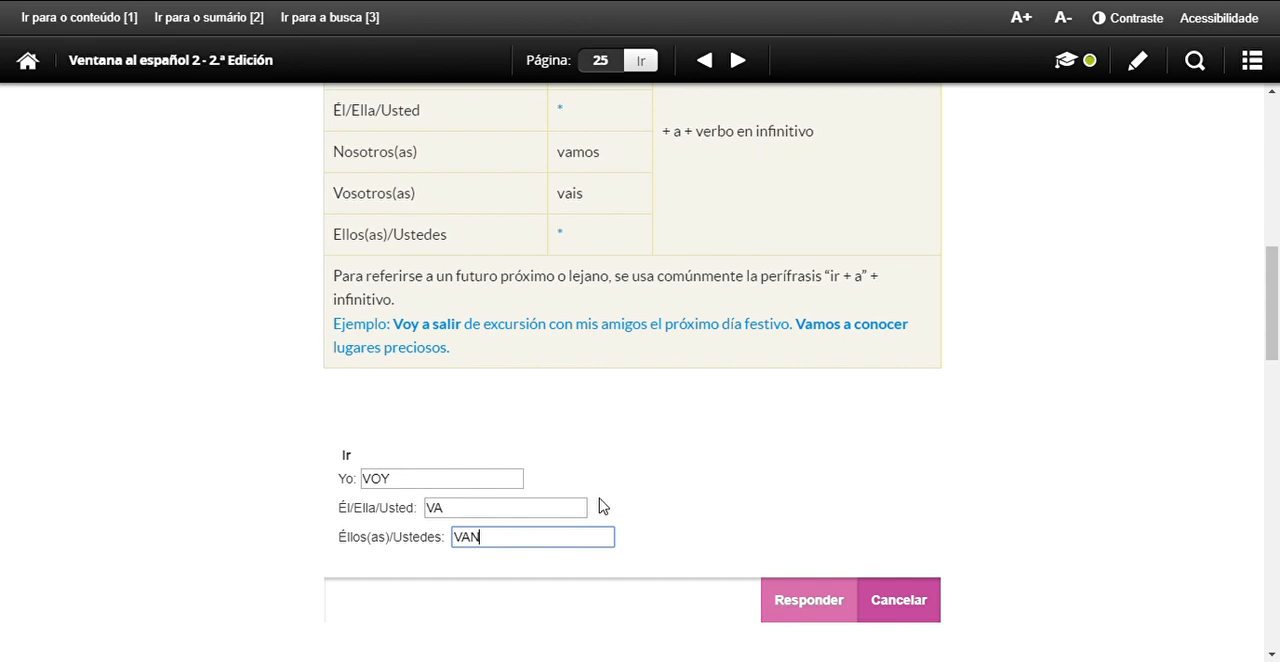 Ir para o conteúdo [1] Ir para o sumário [2] Ir para a busca [3] A+ A- Contraste Acessibilidade
Ventana al español 2 - 2.ª Edición Página: 25 Ir
Él/Ella/Usted *
+ a + verbo en infinitivo
Nosotros(as) vamos
Vosotros(as) vais
Ellos(as)/Ustedes *
Para referirse a un futuro próximo o lejano, se usa comúnmente la perífrasis “ir + a” +
infinitivo.
Ejemplo: Voy a salir de excursión con mis amigos el próximo día festivo. Vamos a conocer
lugares preciosos.
Ir
Yo: VOY
Él/Ella/Usted: VA
Éllos(as)/Ustedes: VAN
Responder Cancelar